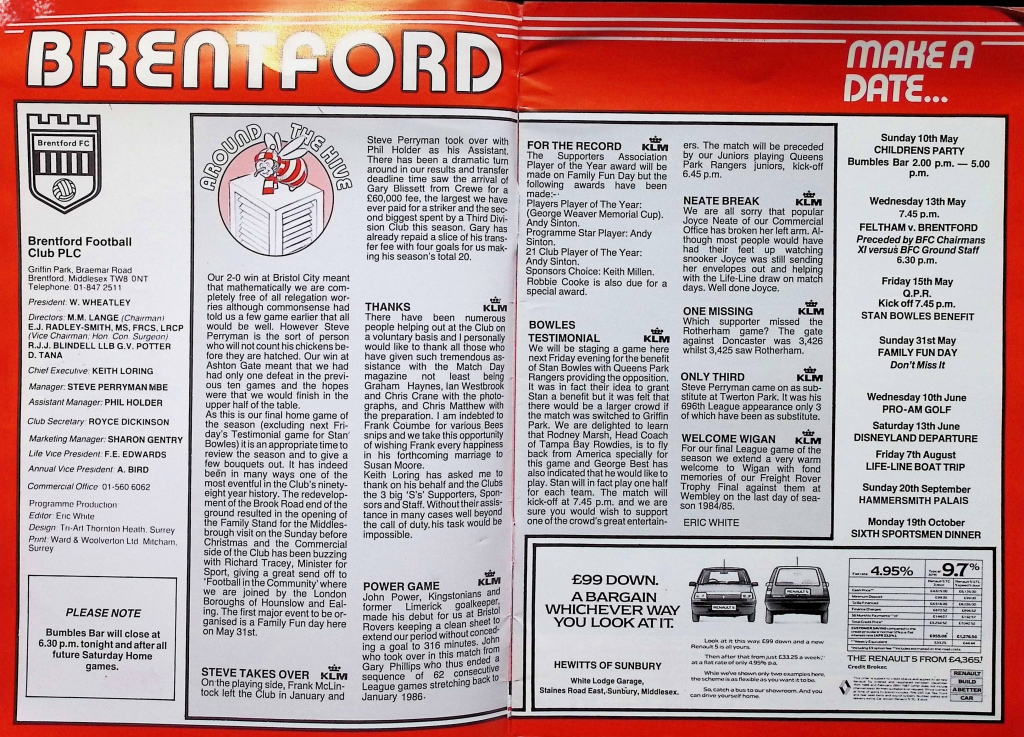 BRENTFORD
Brentford FC
Brentford Football
Club PLC
Griffin Park, Braemar Road
Brentford, Middlesex TW8 0NT
Telephone: 01-847 2511
President: W. WHEATLEY
Directors: M.M. LANGE (Chairman)
E.J. RADLEY-SMITH, MS, FRCS, LRCP
(Vice Chairman: Hon. Con. Surgeon)
R.J.J. BLINDELL LLB G.V. POTTER
D. TANA
Chief Executive: KEITH LORING
Manager: STEVE PERRYMAN MBE
Assistant Manager: PHIL HOLDER
Club Secretary: ROYCE DICKINSON
Marketing Manager: SHARON GENTRY
Life Vice President: F.E. EDWARDS
Annual Vice President: A. BIRD
Commercial Office: 01-560 6062
Programme Production
Editor: Eric White
Design: Tri-Art Thornton Heath, Surrey
Print: Ward & Woolverton Ltd. Mitcham,
Surrey
PLEASE NOTE
Bumbles Bar will close at
6.30 p.m. tonight and after all
future Saturday Home
games.
AROUND THE HIVE
Our 2-0 win at Bristol City meant
that mathematically we are com-
pletely free of all relegation wor-
ries although commonsense had
told us a few game earlier that all
would be well. However Steve
Perryman is the sort of person
who will not count his chickens be-
fore they are hatched. Our win at
Ashton Gate meant that we had
had only one defeat in the previ-
ous ten games and the hopes
were that we would finish in the
upper half of the table.
As this is our final home game of
the season (excluding next Fri-
day's Testimonial game for Stan
Bowles) it is an appropriate time to
review the season and to give a
few bouquets out. It has indeed
been in many ways one of the
most eventful in the Club's ninety-
eight year history. The redevelop-
ment of the Brook Road end of the
ground resulted in the opening of
the Family Stand for the Middles-
brough visit on the Sunday before
Christmas and the Commercial
side of the Club has been buzzing
with Richard Tracey, Minister for
Sport, giving a great send off to
'Football in the Community' where
we are joined by the London
Boroughs of Hounslow and Eal-
ing. The first major event to be or-
ganised is a Family Fun day here
on May 31st.
STEVE TAKES OVER KLM
On the playing side, Frank McLin-
tock left the Club in January and
Steve Perryman took over with
Phil Holder as his Assistant.
There has been a dramatic turn
around in our results and transfer
deadline time saw the arrival of
Gary Blissett from Crewe for a
£60,000 fee, the largest we have
ever paid for a striker and the sec-
ond biggest spent by a Third Divi-
sion Club this season. Gary has
already repaid a slice of his trans-
fer fee with four goals for us mak-
ing his season's total 20.
THANKS KLM
There have been numerous
people helping out at the Club on
a voluntary basis and I personally
would like to thank all those who
have given such tremendous as-
sistance with the Match Day
magazine not least being
Graham Haynes, Ian Westbrook
and Chris Crane with the photog-
raphs, and Chris Matthew with
the preparation. I am indebted to
Frank Coumbe for various Bees
snips and we take this opportunity
of wishing Frank every happiness
in his forthcoming marriage to
Susan Moore.
Keith Loring has asked me to
thank on his behalf and the Clubs
the 3 big 'S's' Supporters, Spon-
sors and Staff. Without their assis-
tance in many cases well beyond
the call of duty, his task would be
impossible.
POWER GAME KLM
John Power, Kingstonians and
former Limerick goalkeeper,
made his debut for us at Bristol
Rovers keeping a clean sheet to
extend our period without conced-
ing a goal to 316 minutes. John
who took over in this match from
Gary Phillips who thus ended a
sequence of 62 consecutive
League games stretching back to
January 1986.
FOR THE RECORD KLM
The Supporters Association
Player of the Year award will be
made on Family Fun Day but the
following awards have been
made:-
Players Player of The Year:
(George Weaver Memorial Cup).
Andy Sinton.
Programme Star Player: Andy
Sinton.
21 Club Player of The Year:
Andy Sinton.
Sponsors Choice: Keith Millen.
Robbie Cooke is also due for a
special award.
BOWLES
TESTIMONIAL KLM
We will be staging a game here
next Friday evening for the benefit
of Stan Bowles with Queens Park
Rangers providing the opposition.
It was in fact their idea to grant
Stan a benefit but it was felt that
there would be a larger crowd if
the match was switched to Griffin
Park. We are delighted to learn
that Rodney Marsh, Head Coach
of Tampa Bay Rowdies, is to fly
back from America specially for
this game and George Best has
also indicated that he would like to
play. Stan will in fact play one half
for each team. The match will
kick-off at 7.45 p.m. and we are
sure you would wish to support
one of the crowd's great entertain-
ers. The match will be preceded
by our Juniors playing Queens
Park Rangers juniors, kick-off
6.45 p.m.
NEATE BREAK KLM
We are all sorry that popular
Joyce Neate of our Commercial
Office has broken her left arm. Al-
though most people would have
had their feet up watching
snooker Joyce was still sending
her envelopes out and helping
with the Life-Line draw on match
days. Well done Joyce.
ONE MISSING KLM
Which supporter missed the
Rotherham game? The gate
against Doncaster was 3,426
whilst 3,425 saw Rotherham.
ONLY THIRD KLM
Steve Perryman came on as sub-
stitute at Twerton Park. It was his
696th League appearance only 3
of which have been as substitute.
WELCOME WIGAN KLM
For our final League game of the
season we extend a very warm
welcome to Wigan with fond
memories of our Freight Rover
Trophy Final against them at
Wembley on the last day of sea-
son 1984/85.
ERIC WHITE
MAKE A
DATE...
Sunday 10th May
CHILDRENS PARTY
Bumbles Bar 2.00 p.m. — 5.00
p.m.
Wednesday 13th May
7.45 p.m.
FELTHAM v. BRENTFORD
Preceded by BFC Chairmans
XI versus BFC Ground Staff
6.30 p.m.
Friday 15th May
Q.P.R.
Kick off 7.45 p.m.
STAN BOWLES BENEFIT
Sunday 31st May
FAMILY FUN DAY
Don't Miss It
Wednesday 10th June
PRO-AM GOLF
Saturday 13th June
DISNEYLAND DEPARTURE
Friday 7th August
LIFE-LINE BOAT TRIP
Sunday 20th September
HAMMERSMITH PALAIS
Monday 19th October
SIXTH SPORTSMEN DINNER
£99 DOWN.
A BARGAIN
WHICHEVER WAY
YOU LOOK AT IT.
HEWITTS OF SUNBURY
White Lodge Garage,
Staines Road East, Sunbury, Middlesex.
RENAULT
Look at it this way £99 down and a new
Renault 5 is all yours.
Then after that from just £33.25 a week,
at a flat rate of only 4.95% p.a.
While we've shown only two examples here,
the scheme is as flexible as you want it to be.
So, catch a bus to our showroom. And you
can drive yourself home.
Flat rate 4.95% 9.7%
THE RENAULT 5 FROM £4,365!
Credit Broker.
RENAULT
BUILD
A BETTER
CAR